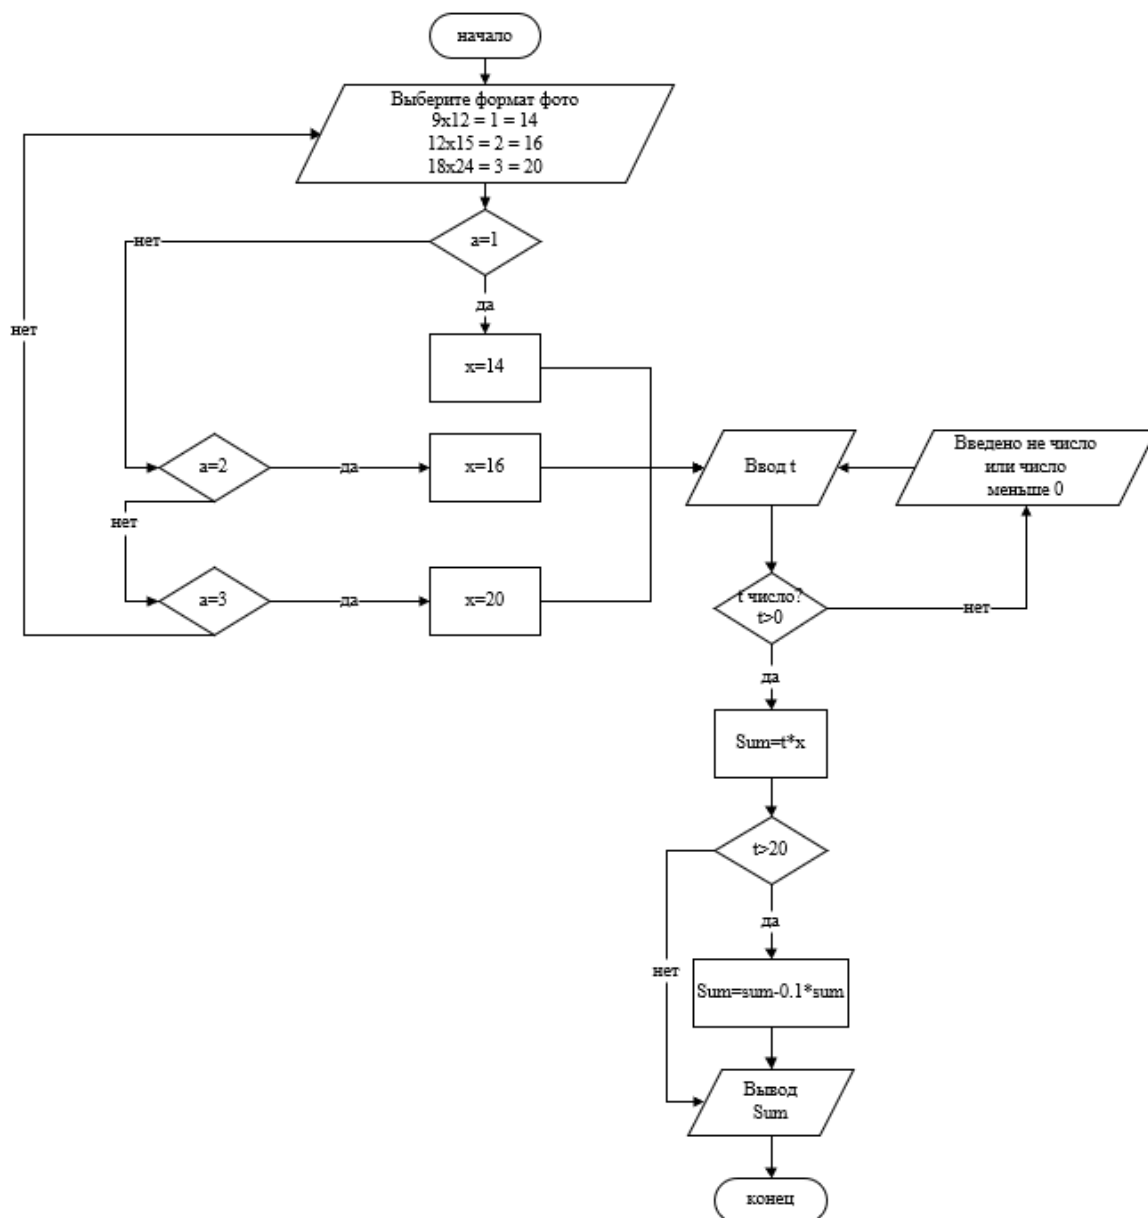 начало
Выберите формат фото
9x12 = 1 = 14
12x15 = 2 = 16
18x24 = 3 = 20
a=1
нет
да
нет
x=14
a=2
да
x=16
Ввод t
Введено не число
или число
меньше 0
нет
a=3
да
x=20
t число?
t>0
нет
да
Sum=t*x
t>20
да
нет
Sum=sum-0.1*sum
Вывод
Sum
конец